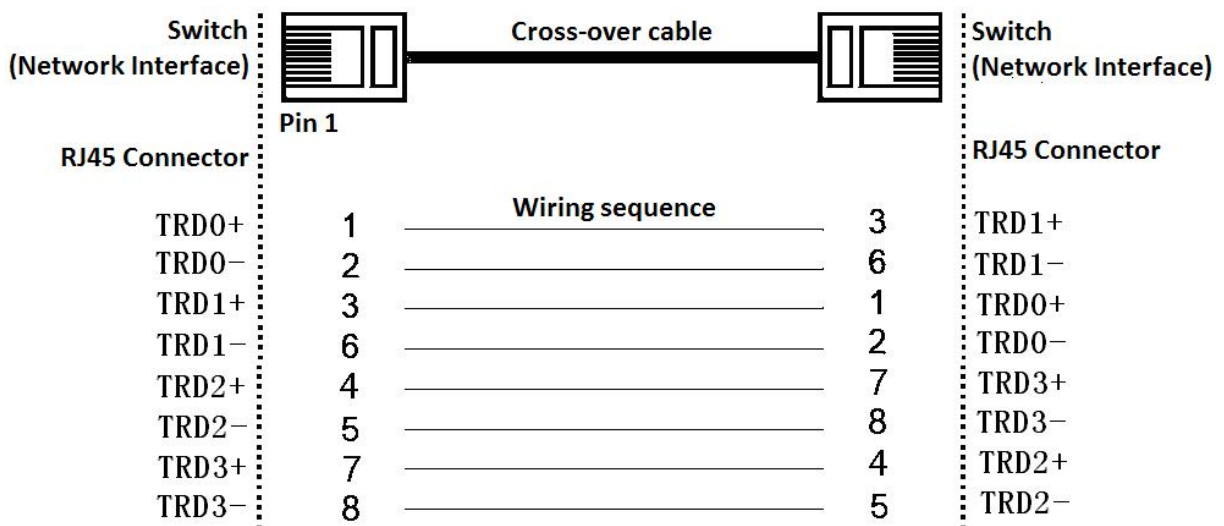 Switch Cross-over cable Switch
(Network Interface) (Network Interface)
Pin 1
RJ45 Connector RJ45 Connector
Wiring sequence
TRD0+ 1 3 TRD1+
TRD0- 2 6 TRD1-
TRD1+ 3 1 TRD0+
TRD1- 6 2 TRD0-
TRD2+ 4 7 TRD3+
TRD2- 5 8 TRD3-
TRD3+ 7 4 TRD2+
TRD3- 8 5 TRD2-